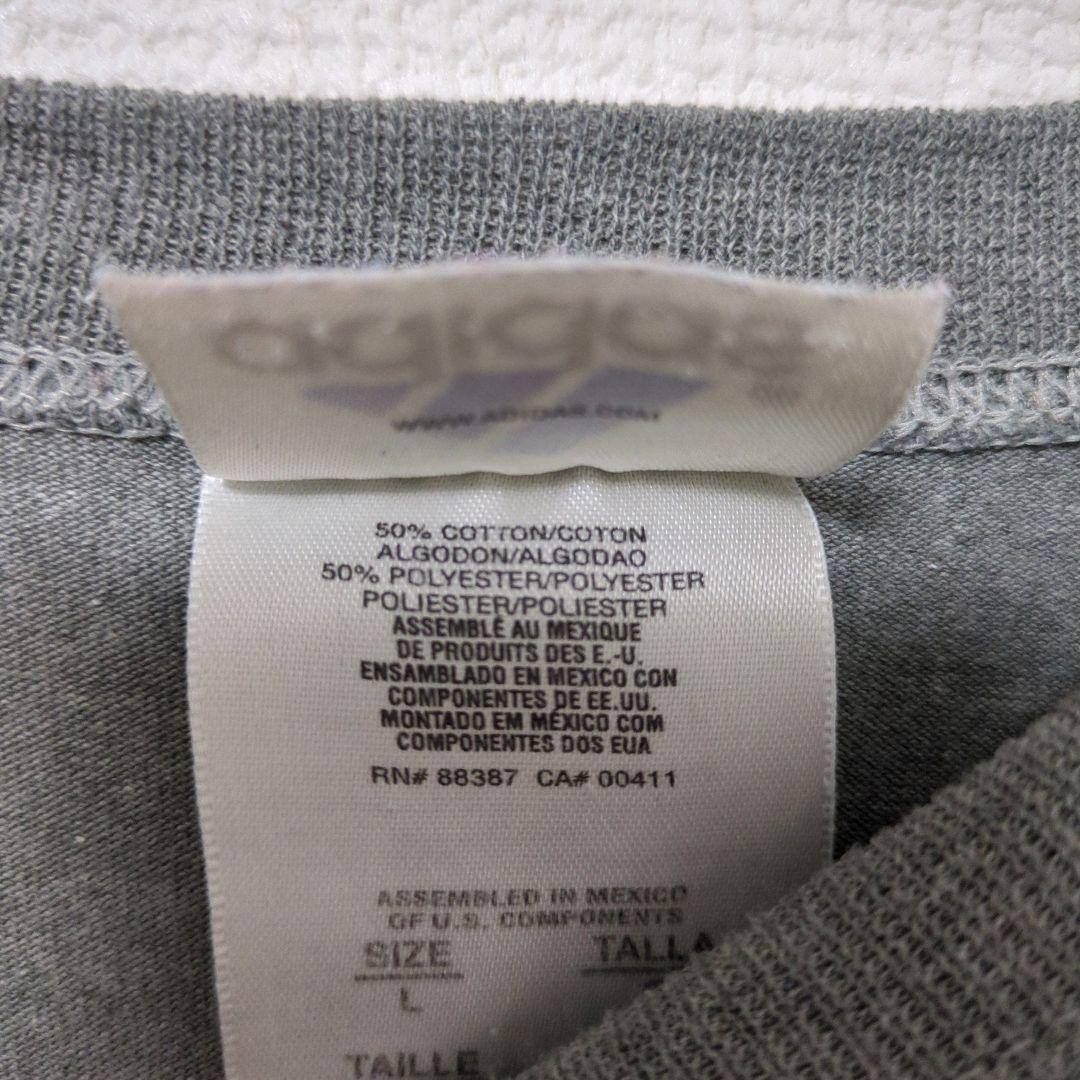 adidas
WWW.ADIDAS.COM
50% COTTON/COTON
ALGODON/ALGODAO
50% POLYESTER/POLYESTER
POLIESTER/POLIESTER
ASSEMBLÉ AU MEXIQUE
DE PRODUITS DES E.-U.
ENSAMBLADO EN MEXICO CON
COMPONENTES DE EE.UU.
MONTADO EM MÉXICO COM
COMPONENTES DOS EUA
RN# 88387 CA# 00411
ASSEMBLED IN MEXICO
OF U.S. COMPONENTS
SIZE TALLA
L
TAILLE